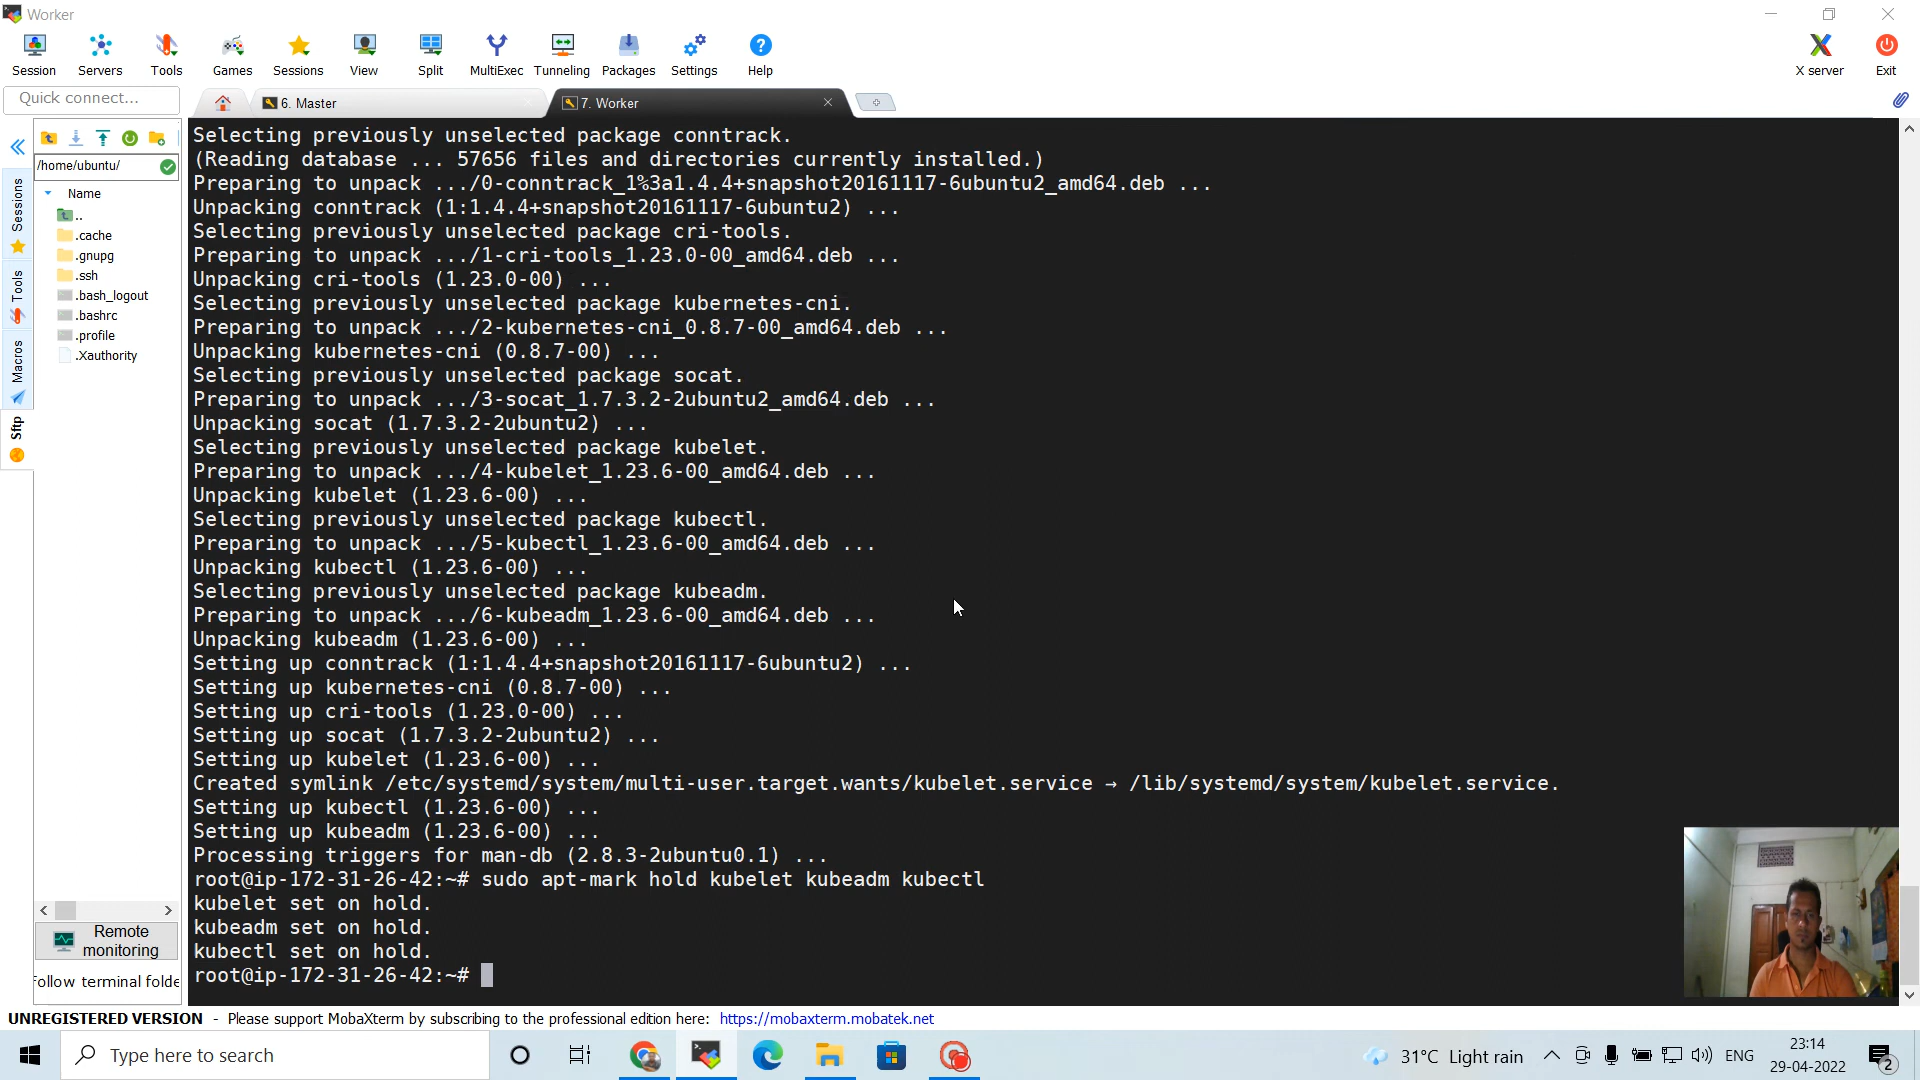 Worker
Session Servers Tools Games Sessions View Split MultiExec Tunneling Packages Settings Help X server Exit
Quick connect...
6. Master
7. Worker
/home/ubuntu/
Name
..
.cache
.gnupg
.ssh
.bash_logout
.bashrc
.profile
.Xauthority
Sessions
Tools
Macros
Sftp
Selecting previously unselected package conntrack.
(Reading database ... 57656 files and directories currently installed.)
Preparing to unpack .../0-conntrack_1%3a1.4.4+snapshot20161117-6ubuntu2_amd64.deb ...
Unpacking conntrack (1:1.4.4+snapshot20161117-6ubuntu2) ...
Selecting previously unselected package cri-tools.
Preparing to unpack .../1-cri-tools_1.23.0-00_amd64.deb ...
Unpacking cri-tools (1.23.0-00) ...
Selecting previously unselected package kubernetes-cni.
Preparing to unpack .../2-kubernetes-cni_0.8.7-00_amd64.deb ...
Unpacking kubernetes-cni (0.8.7-00) ...
Selecting previously unselected package socat.
Preparing to unpack .../3-socat_1.7.3.2-2ubuntu2_amd64.deb ...
Unpacking socat (1.7.3.2-2ubuntu2) ...
Selecting previously unselected package kubelet.
Preparing to unpack .../4-kubelet_1.23.6-00_amd64.deb ...
Unpacking kubelet (1.23.6-00) ...
Selecting previously unselected package kubectl.
Preparing to unpack .../5-kubectl_1.23.6-00_amd64.deb ...
Unpacking kubectl (1.23.6-00) ...
Selecting previously unselected package kubeadm.
Preparing to unpack .../6-kubeadm_1.23.6-00_amd64.deb ...
Unpacking kubeadm (1.23.6-00) ...
Setting up conntrack (1:1.4.4+snapshot20161117-6ubuntu2) ...
Setting up kubernetes-cni (0.8.7-00) ...
Setting up cri-tools (1.23.0-00) ...
Setting up socat (1.7.3.2-2ubuntu2) ...
Setting up kubelet (1.23.6-00) ...
Created symlink /etc/systemd/system/multi-user.target.wants/kubelet.service → /lib/systemd/system/kubelet.service.
Setting up kubectl (1.23.6-00) ...
Setting up kubeadm (1.23.6-00) ...
Processing triggers for man-db (2.8.3-2ubuntu0.1) ...
root@ip-172-31-26-42:~# sudo apt-mark hold kubelet kubeadm kubectl
kubelet set on hold.
kubeadm set on hold.
kubectl set on hold.
root@ip-172-31-26-42:~#
Remote
monitoring
Follow terminal folde
UNREGISTERED VERSION - Please support MobaXterm by subscribing to the professional edition here: https://mobaxterm.mobatek.net
Type here to search
31°C Light rain
ENG
23:14
29-04-2022
2